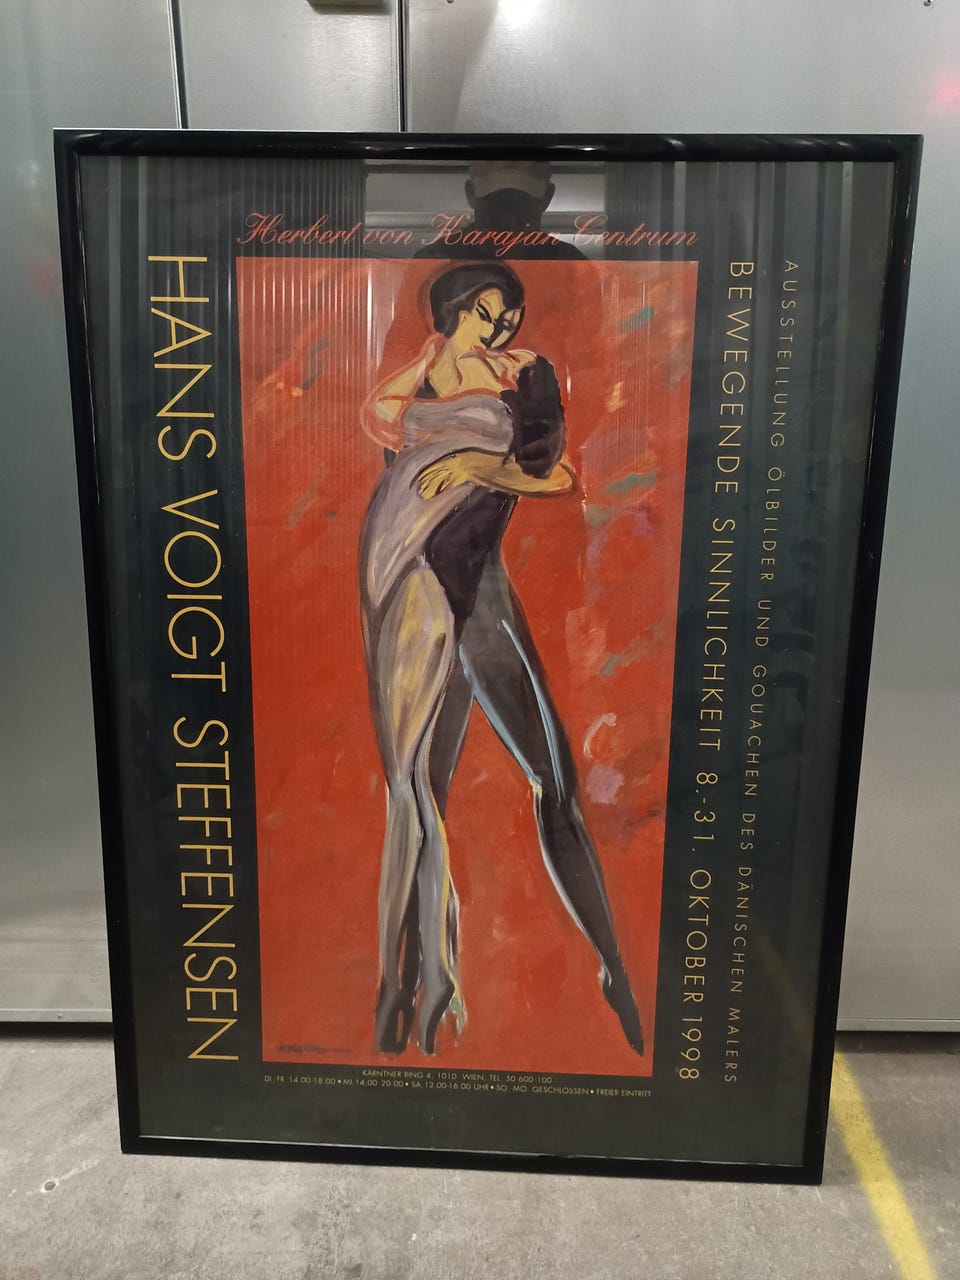 Herbert von Karajan Centrum
HANS VOIGT STEFFENSEN
AUSSTELLUNG ÖLBILDER UND GOUACHEN DES DÄNISCHEN MALERS
BEWEGENDE SINNLICHKEIT 8.-31. OKTOBER 1998
KÄRNTNER RING 4, 1010 WIEN, TEL. 50 600-100
DI.-FR. 14.00-18.00 • MI. 14.00-20.00 • SA. 12.00-16.00 UHR • SO. MO. GESCHLOSSEN • FREIER EINTRITT